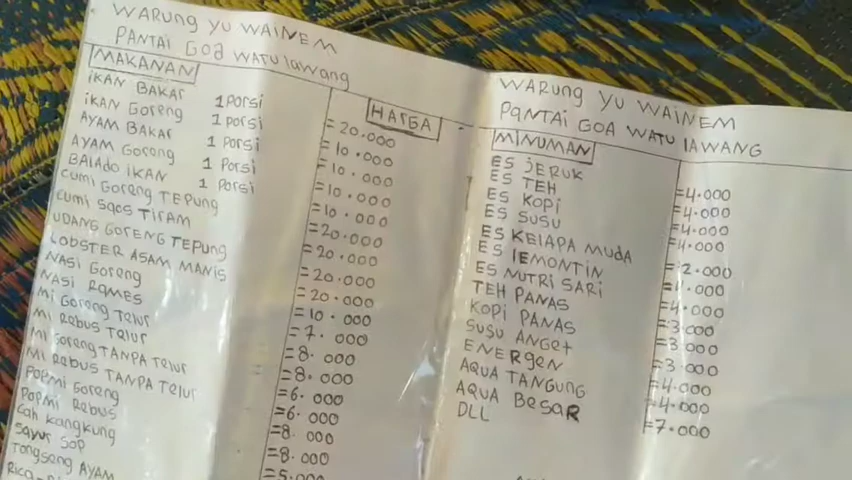 WARUNG YU WAINEM
PANTAI GOA WATU lAWANG
MAKANAN HARGA
iKAN BAKAR 1 PORSI =20.000
iKAN GORENG 1 PORSI =10.000
AYAM BAKAR 1 PORSI =10.000
AYAM GORENG 1 PORSI =10.000
BAlADO iKAN 1 PORSI =10.000
CUMi GORENG TEPUNG =20.000
CUMi SAOS TIRAM =20.000
UDANG GORENG TEPUNG =20.000
lOBSTER ASAM MANIS =20.000
NASi GORENG =10.000
NASI RAMES =7.000
Mi GORENG TElUR =8.000
Mi REBUS TElUR =8.000
Mi GORENG TANPA TElUR =6.000
Mi REBUS TANPA TElUR =6.000
POPMi GORENG =8.000
POPMi REBUS =8.000
Cah kangkung =5.000
Sayur SOP
Tongseng AYAM
WARUNG YU WAINEM
PANTAI GOA WATU lAWANG
MINUMAN
ES JERUK =4.000
ES TEH =4.000
ES KOPI =4.000
ES SUSU =4.000
ES KElAPA MUDA
ES lEMONTIN =4.000
ES NUTRI SARi =4.000
TEH PANAS =3.000
KOPI PANAS =3.000
SUSU ANGET =3.000
ENERGEN =4.000
AQUA TANGUNG =4.000
AQUA BESAR =7.000
DLL